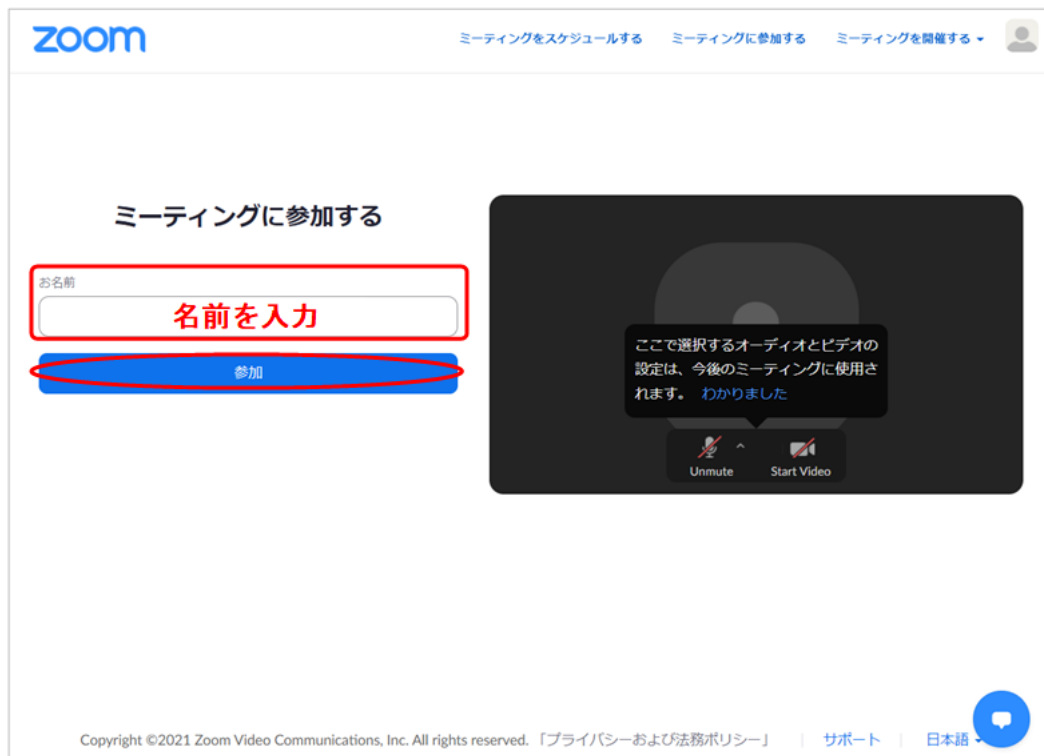 zoom
ミーティングをスケジュールする ミーティングに参加する ミーティングを開催する
ミーティングに参加する
お名前
名前を入力
参加
ここで選択するオーディオとビデオの
設定は、今後のミーティングに使用さ
れます。 わかりました
Unmute Start Video
Copyright ©2021 Zoom Video Communications, Inc. All rights reserved. 「プライバシーおよび法務ポリシー」 | サポート | 日本語